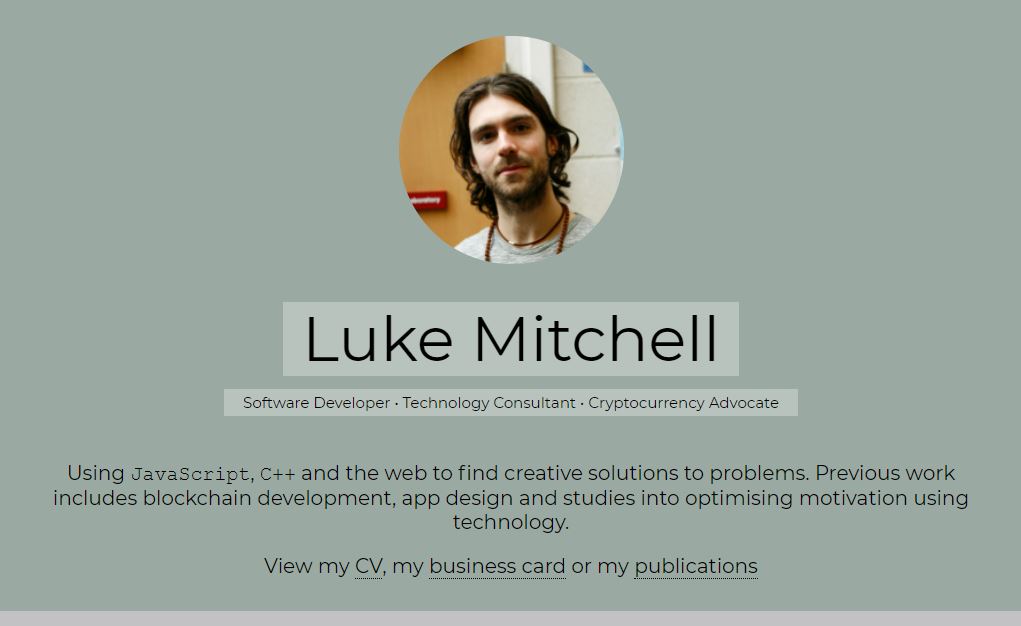 Luke Mitchell
Software Developer · Technology Consultant · Cryptocurrency Advocate
Using JavaScript, C++ and the web to find creative solutions to problems. Previous work
includes blockchain development, app design and studies into optimising motivation using
technology.
View my CV, my business card or my publications